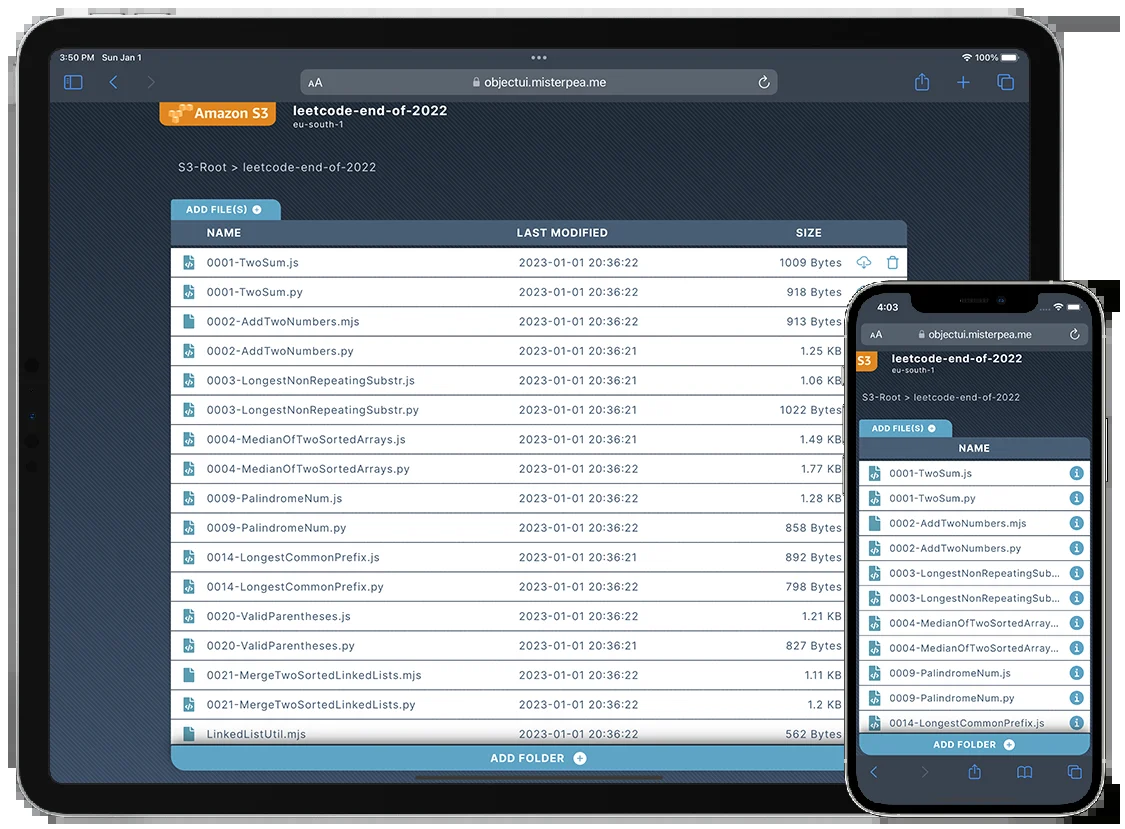 3:50 PM Sun Jan 1
100%
AA objectui.misterpea.me
Amazon S3 leetcode-end-of-2022
eu-south-1
S3-Root > leetcode-end-of-2022
ADD FILE(S)
NAME LAST MODIFIED SIZE
0001-TwoSum.js 2023-01-01 20:36:22 1009 Bytes
0001-TwoSum.py 2023-01-01 20:36:22 918 Bytes
0002-AddTwoNumbers.mjs 2023-01-01 20:36:22 913 Bytes
0002-AddTwoNumbers.py 2023-01-01 20:36:21 1.25 KB
0003-LongestNonRepeatingSubstr.js 2023-01-01 20:36:21 1.06 KB
0003-LongestNonRepeatingSubstr.py 2023-01-01 20:36:21 1022 Bytes
0004-MedianOfTwoSortedArrays.js 2023-01-01 20:36:21 1.49 KB
0004-MedianOfTwoSortedArrays.py 2023-01-01 20:36:22 1.77 KB
0009-PalindromeNum.js 2023-01-01 20:36:22 1.28 KB
0009-PalindromeNum.py 2023-01-01 20:36:22 858 Bytes
0014-LongestCommonPrefix.js 2023-01-01 20:36:21 892 Bytes
0014-LongestCommonPrefix.py 2023-01-01 20:36:22 798 Bytes
0020-ValidParentheses.js 2023-01-01 20:36:22 1.21 KB
0020-ValidParentheses.py 2023-01-01 20:36:21 827 Bytes
0021-MergeTwoSortedLinkedLists.mjs 2023-01-01 20:36:22 1.11 KB
0021-MergeTwoSortedLinkedLists.py 2023-01-01 20:36:22 1.2 KB
LinkedListUtil.mjs 2023-01-01 20:36:22 562 Bytes
ADD FOLDER
4:03
AA objectui.misterpea.me
S3 leetcode-end-of-2022
eu-south-1
S3-Root > leetcode-end-of-2022
ADD FILE(S)
NAME
0001-TwoSum.js
0001-TwoSum.py
0002-AddTwoNumbers.mjs
0002-AddTwoNumbers.py
0003-LongestNonRepeatingSub...
0003-LongestNonRepeatingSub...
0004-MedianOfTwoSortedArray...
0004-MedianOfTwoSortedArray...
0009-PalindromeNum.js
0009-PalindromeNum.py
0014-LongestCommonPrefix.js
ADD FOLDER